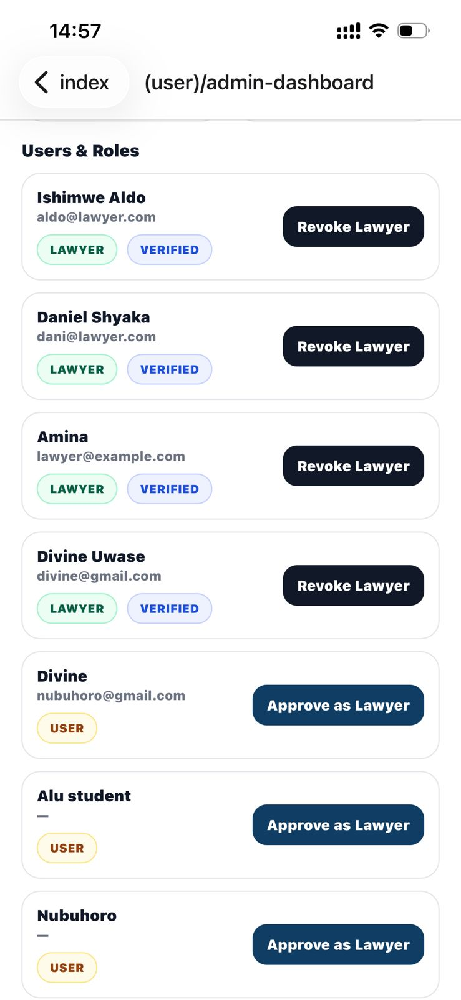 14:57
index
(user)/admin-dashboard
Users & Roles
Ishimwe Aldo
aldo@lawyer.com
LAWYER VERIFIED
Revoke Lawyer
Daniel Shyaka
dani@lawyer.com
LAWYER VERIFIED
Revoke Lawyer
Amina
lawyer@example.com
LAWYER VERIFIED
Revoke Lawyer
Divine Uwase
divine@gmail.com
LAWYER VERIFIED
Revoke Lawyer
Divine
nubuhoro@gmail.com
USER
Approve as Lawyer
Alu student
—
USER
Approve as Lawyer
Nubuhoro
—
USER
Approve as Lawyer